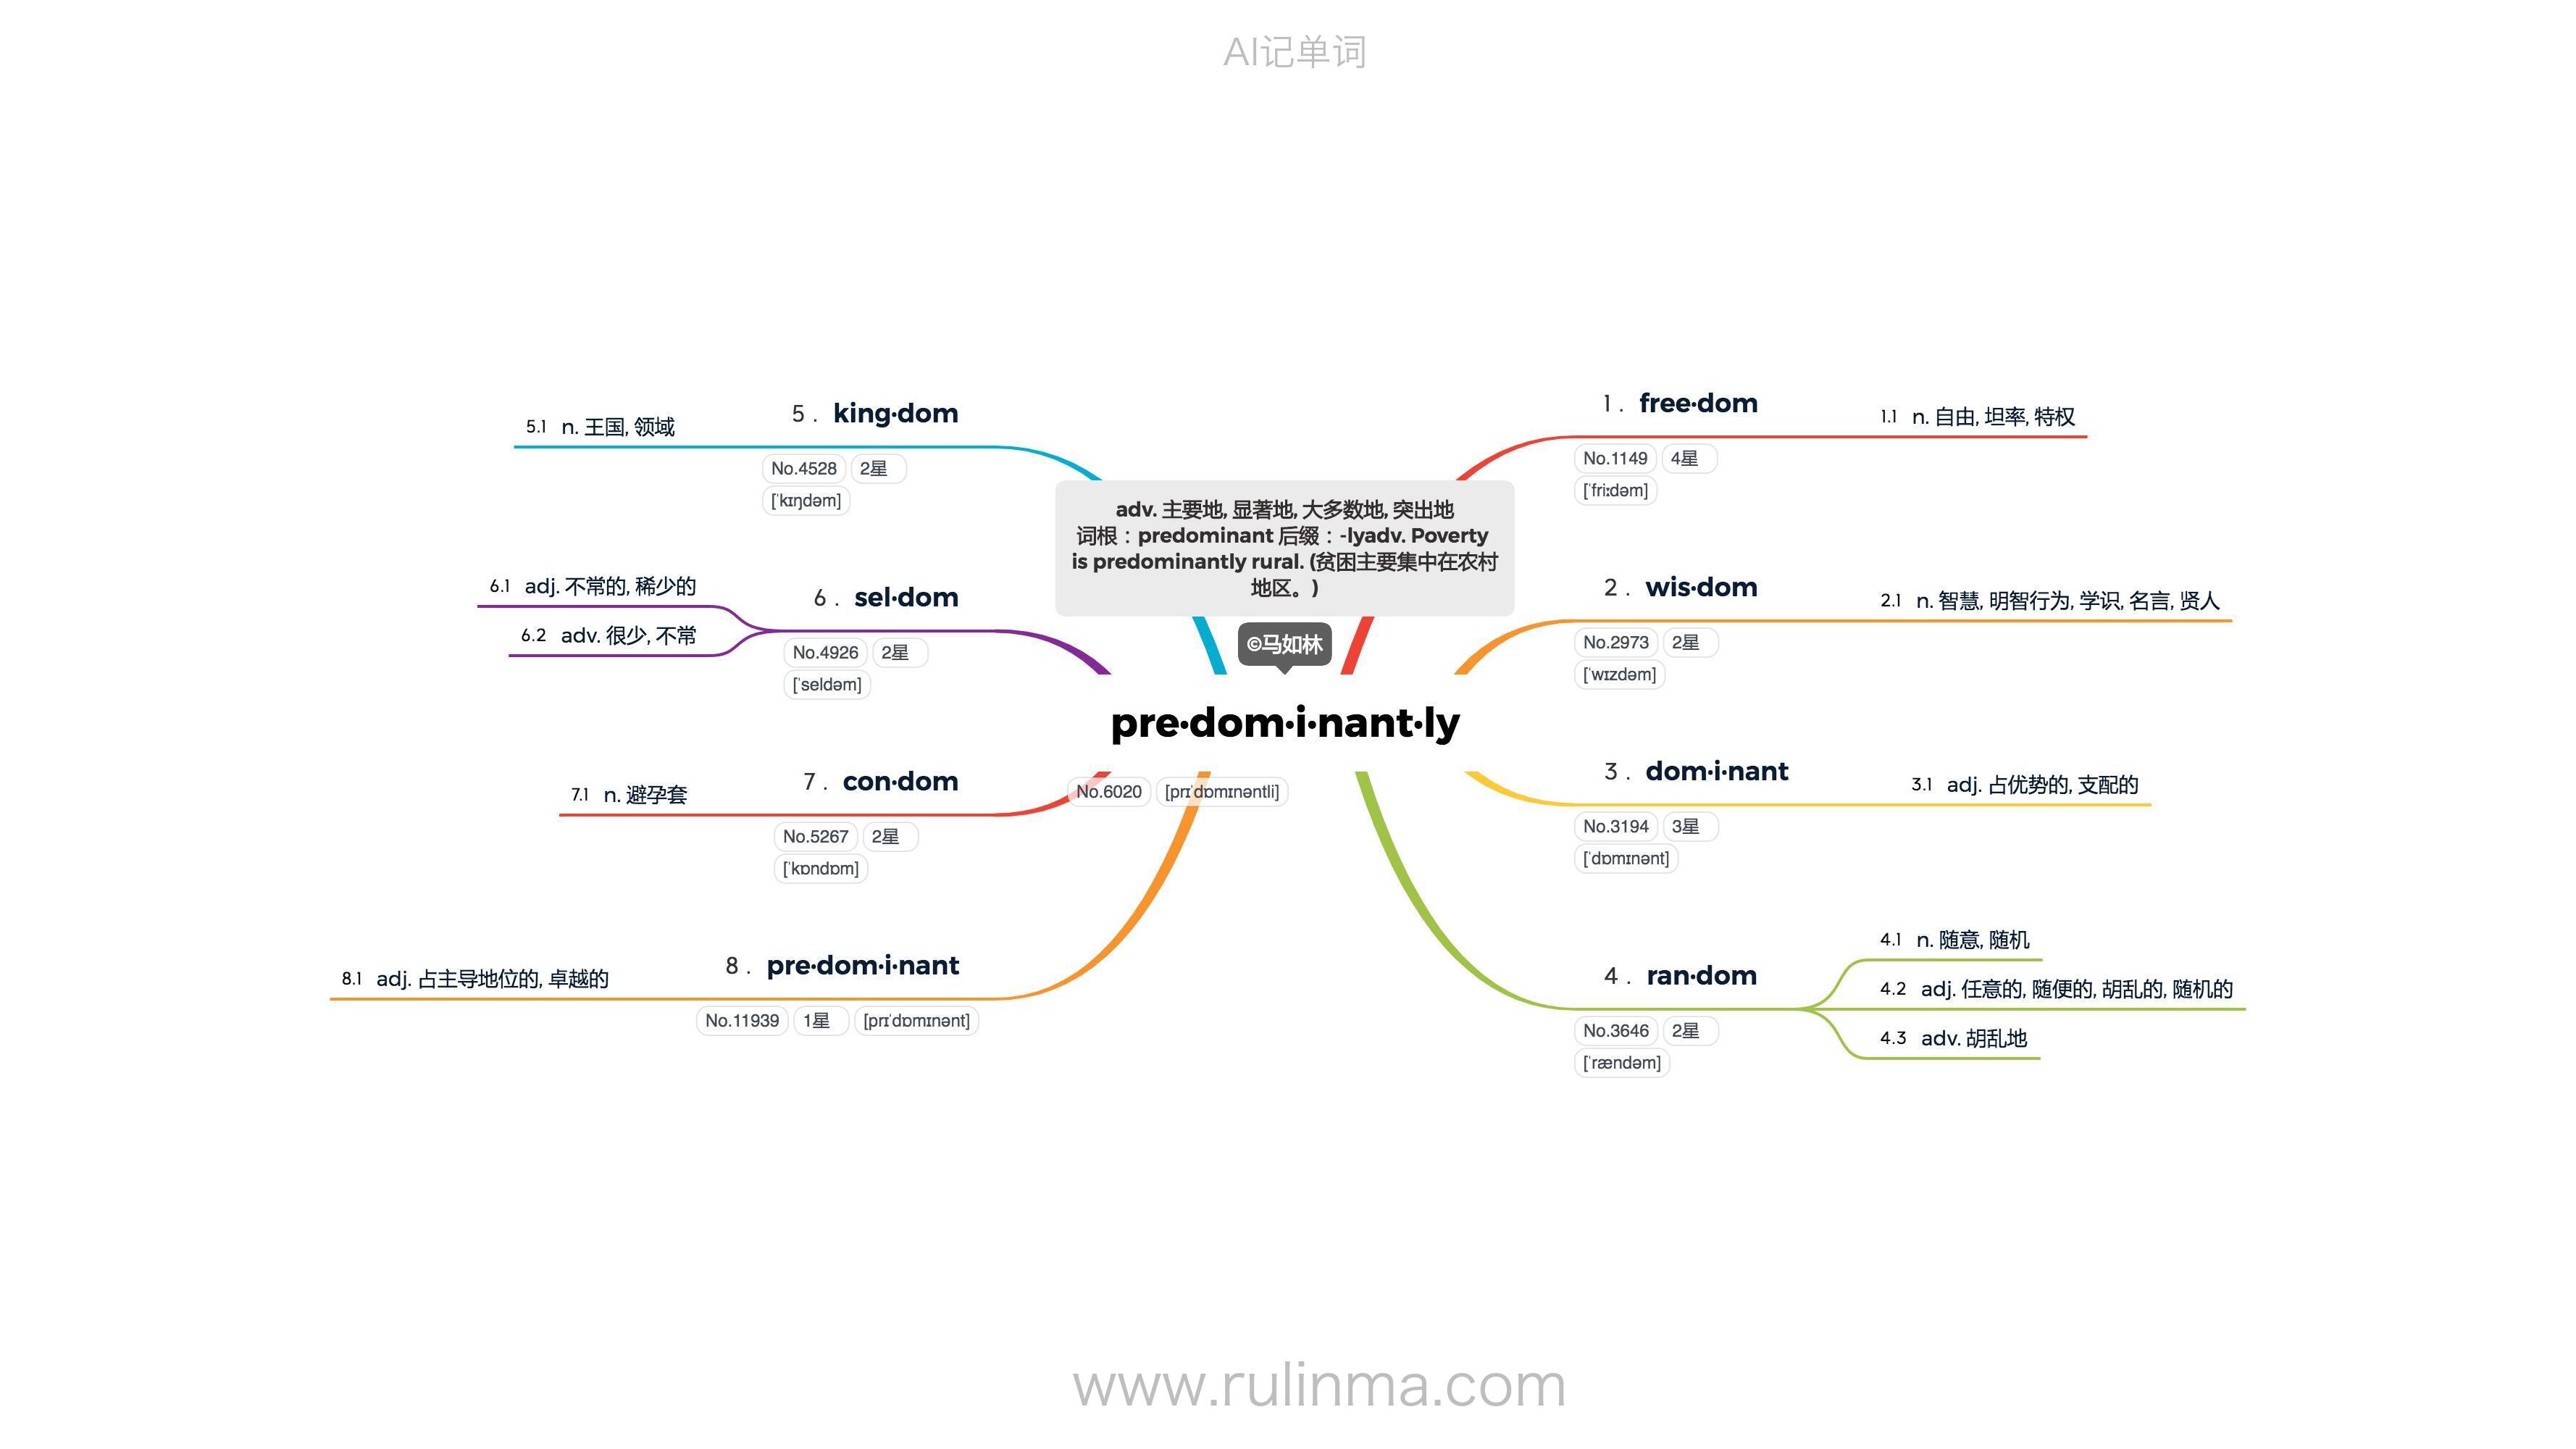 AI记单词
adv. 主要地, 显著地, 大多数地, 突出地
词根：predominant 后缀：-lyadv. Poverty
is predominantly rural. (贫困主要集中在农村
地区。)
©马如林
pre·dom·i·nant·ly
No.6020 [prɪˈdɒmɪnəntli]
1. free·dom
No.1149 4星
[ˈfriːdəm]
1.1 n. 自由, 坦率, 特权
2. wis·dom
No.2973 2星
[ˈwɪzdəm]
2.1 n. 智慧, 明智行为, 学识, 名言, 贤人
3. dom·i·nant
No.3194 3星
[ˈdɒmɪnənt]
3.1 adj. 占优势的, 支配的
4. ran·dom
No.3646 2星
[ˈrændəm]
4.1 n. 随意, 随机
4.2 adj. 任意的, 随便的, 胡乱的, 随机的
4.3 adv. 胡乱地
5. king·dom
No.4528 2星
[ˈkɪŋdəm]
5.1 n. 王国, 领域
6. sel·dom
No.4926 2星
[ˈseldəm]
6.1 adj. 不常的, 稀少的
6.2 adv. 很少, 不常
7. con·dom
No.5267 2星
[ˈkɒndɒm]
7.1 n. 避孕套
8. pre·dom·i·nant
No.11939 1星 [prɪˈdɒmɪnənt]
8.1 adj. 占主导地位的, 卓越的
www.rulinma.com